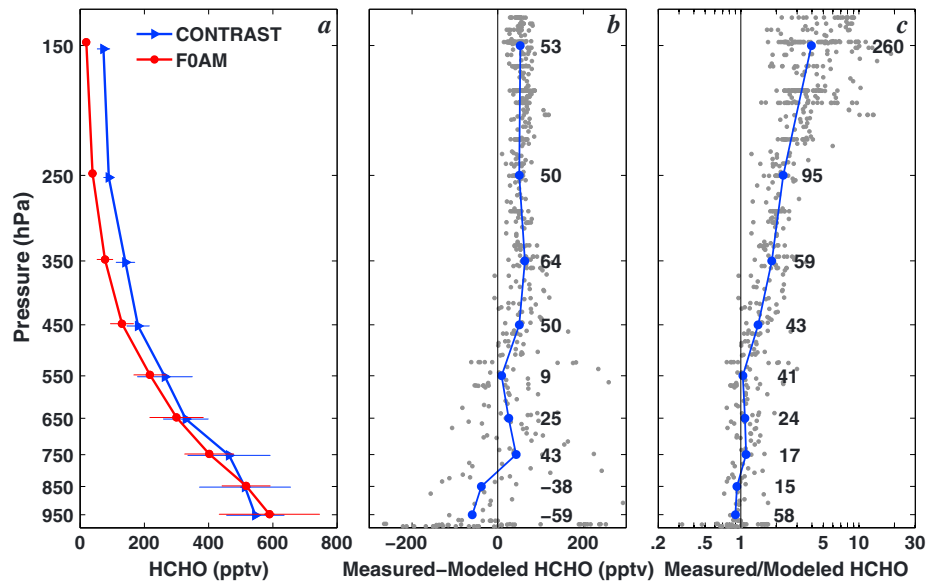 a
b
c
CONTRAST
F0AM
150
250
350
450
550
650
750
850
950
Pressure (hPa)
0 200 400 600 800
HCHO (pptv)
53
50
64
50
9
25
43
−38
−59
−200 0 200
Measured−Modeled HCHO (pptv)
260
95
59
43
41
24
17
15
58
.2 1 5 10 30
Measured/Modeled HCHO